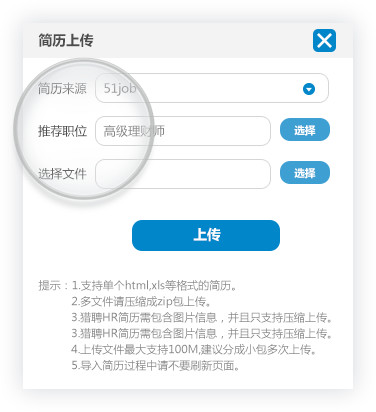 简历上传
简历来源 51job
推荐职位 高级理财师 选择
选择文件 选择
上传
提示：1.支持单个html,xls等格式的简历。
2.多文件请压缩成zip包上传。
3.猎聘HR简历需包含图片信息，并且只支持压缩上传。
3.猎聘HR简历需包含图片信息，并且只支持压缩上传。
4.上传文件最大支持100M,建议分成小包多次上传。
5.导入简历过程中请不要刷新页面。